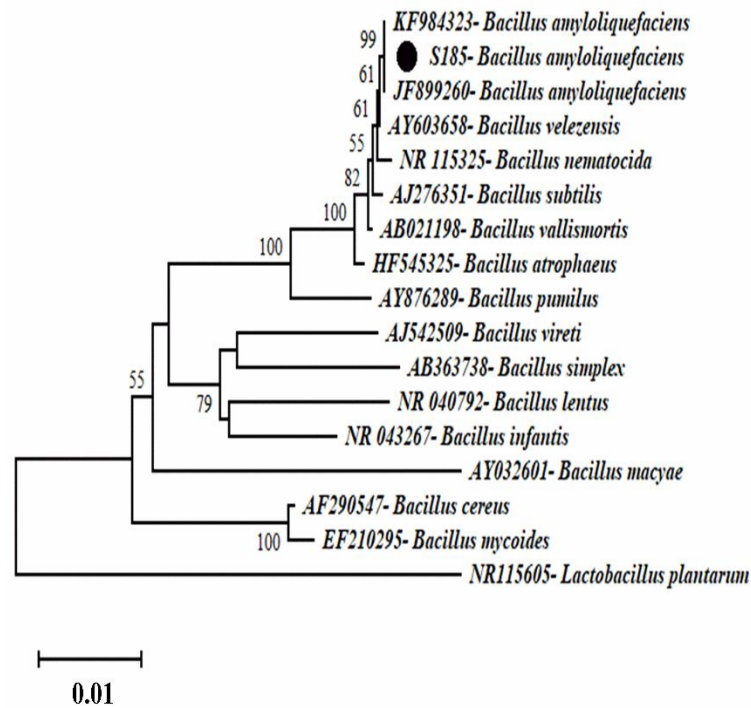 KF984323- Bacillus amyloliquefaciens
99
S185- Bacillus amyloliquefaciens
61
JF899260- Bacillus amyloliquefaciens
61
AY603658- Bacillus velezensis
55
NR 115325- Bacillus nematocida
82
AJ276351- Bacillus subtilis
100
AB021198- Bacillus vallismortis
100
HF545325- Bacillus atrophaeus
AY876289- Bacillus pumilus
AJ542509- Bacillus vireti
AB363738- Bacillus simplex
55
79
NR 040792- Bacillus lentus
NR 043267- Bacillus infantis
AY032601- Bacillus macyae
AF290547- Bacillus cereus
100
EF210295- Bacillus mycoides
NR115605- Lactobacillus plantarum
0.01